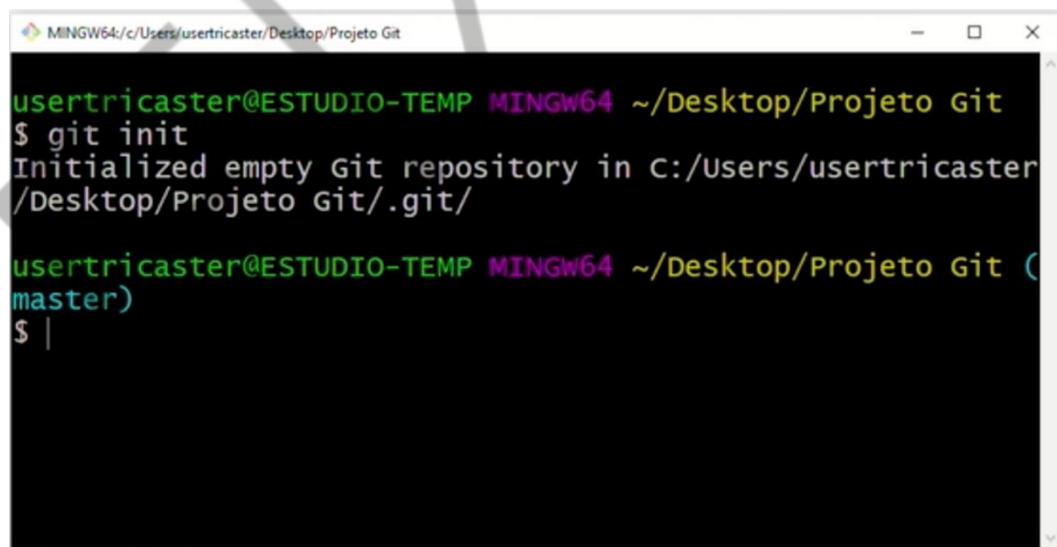 MINGW64:/c/Users/usertricaster/Desktop/Projeto Git
usertricaster@ESTUDIO-TEMP MINGW64 ~/Desktop/Projeto Git
$ git init
Initialized empty Git repository in C:/Users/usertricaster
/Desktop/Projeto Git/.git/
usertricaster@ESTUDIO-TEMP MINGW64 ~/Desktop/Projeto Git (
master)
$